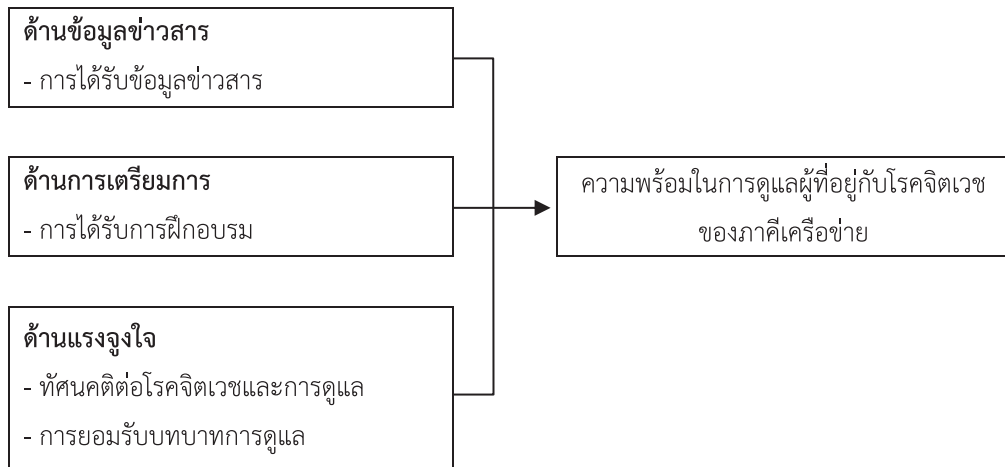 ด้านข้อมูลข่าวสาร
- การได้รับข้อมูลข่าวสาร
ด้านการเตรียมการ
- การได้รับการฝึกอบรม
ด้านแรงจูงใจ
- ทัศนคติต่อโรคจิตเวชและการดูแล
- การยอมรับบทบาทการดูแล
ความพร้อมในการดูแลผู้ที่อยู่กับโรคจิตเวช
ของภาคีเครือข่าย